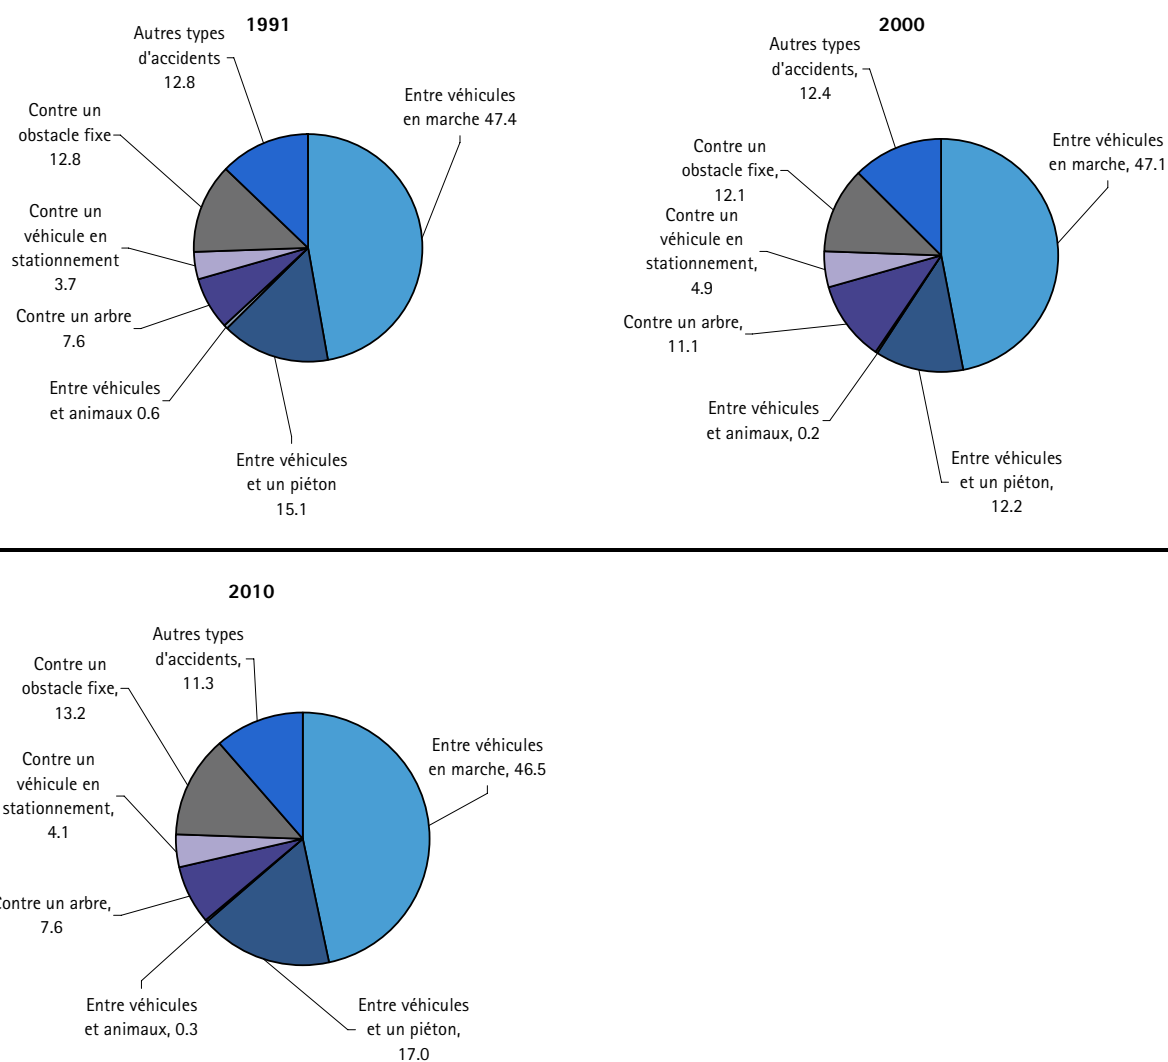 1991
Autres types
d'accidents
12.8
Entre véhicules
en marche 47.4
Contre un
obstacle fixe
12.8
Contre un
véhicule en
stationnement
3.7
Contre un arbre
7.6
Entre véhicules
et animaux 0.6
Entre véhicules
et un piéton
15.1
2000
Autres types
d'accidents,
12.4
Entre véhicules
en marche, 47.1
Contre un
obstacle fixe,
12.1
Contre un
véhicule en
stationnement,
4.9
Contre un arbre,
11.1
Entre véhicules
et animaux, 0.2
Entre véhicules
et un piéton,
12.2
2010
Autres types
d'accidents,
11.3
Contre un
obstacle fixe,
13.2
Entre véhicules
en marche, 46.5
Contre un
véhicule en
stationnement,
4.1
Contre un arbre,
7.6
Entre véhicules
et animaux, 0.3
Entre véhicules
et un piéton,
17.0